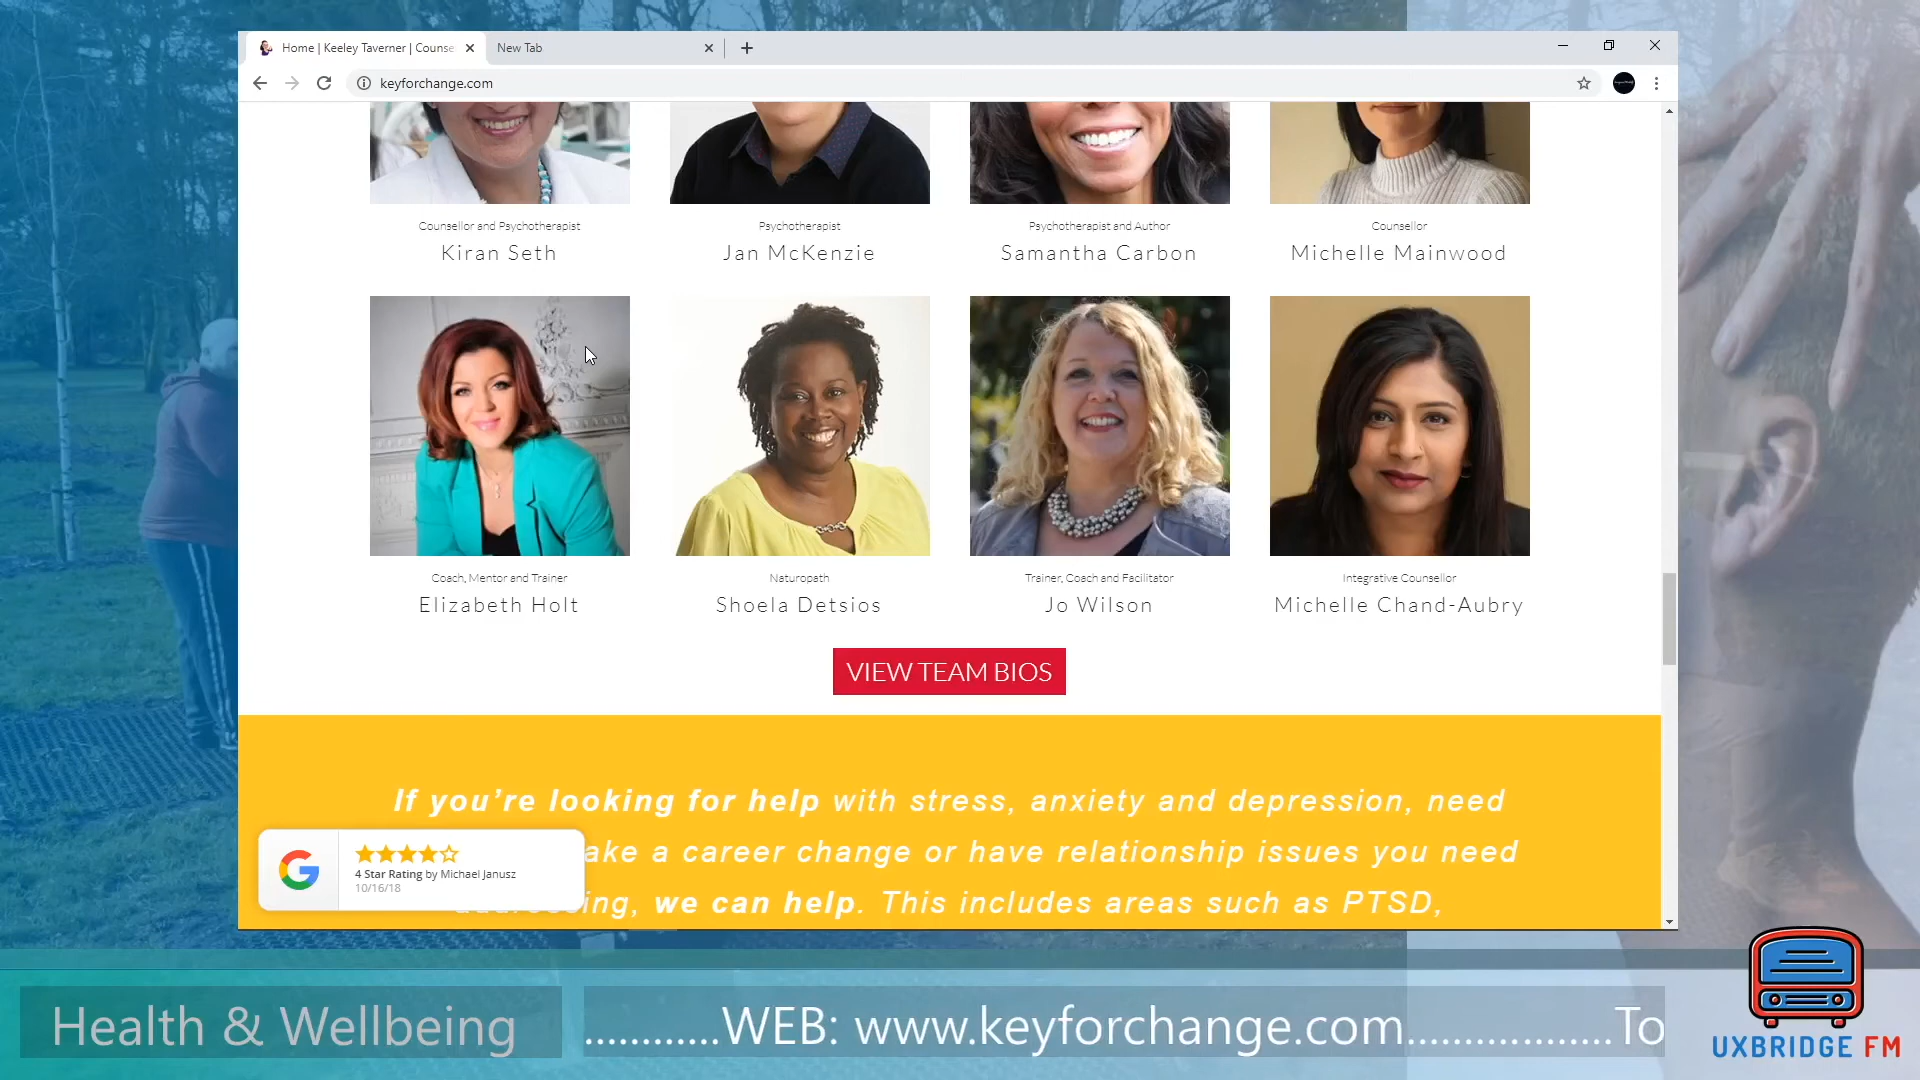 Home | Keeley Taverner | Counse
New Tab
keyforchange.com
Counsellor and Psychotherapist
Kiran Seth
Psychotherapist
Jan McKenzie
Psychotherapist and Author
Samantha Carbon
Counsellor
Michelle Mainwood
Coach, Mentor and Trainer
Elizabeth Holt
Naturopath
Shoela Detsios
Trainer, Coach and Facilitator
Jo Wilson
Integrative Counsellor
Michelle Chand-Aubry
VIEW TEAM BIOS
If you’re looking for help with stress, anxiety and depression, need
ake a career change or have relationship issues you need
ing, we can help. This includes areas such as PTSD,
4 Star Rating by Michael Janusz
10/16/18
Health & Wellbeing
............WEB: www.keyforchange.com..................To
UXBRIDGE FM